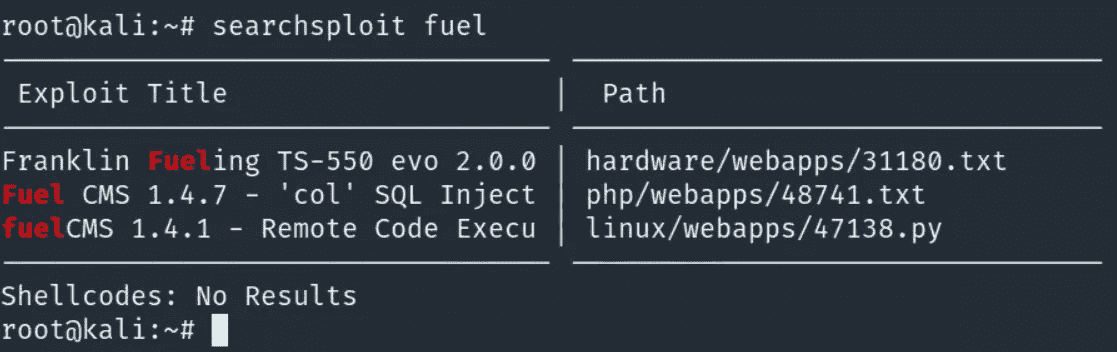 root@kali:~# searchsploit fuel
Exploit Title | Path
Franklin Fueling TS-550 evo 2.0.0 | hardware/webapps/31180.txt
Fuel CMS 1.4.7 - 'col' SQL Inject | php/webapps/48741.txt
fuelCMS 1.4.1 - Remote Code Execu | linux/webapps/47138.py
Shellcodes: No Results
root@kali:~#